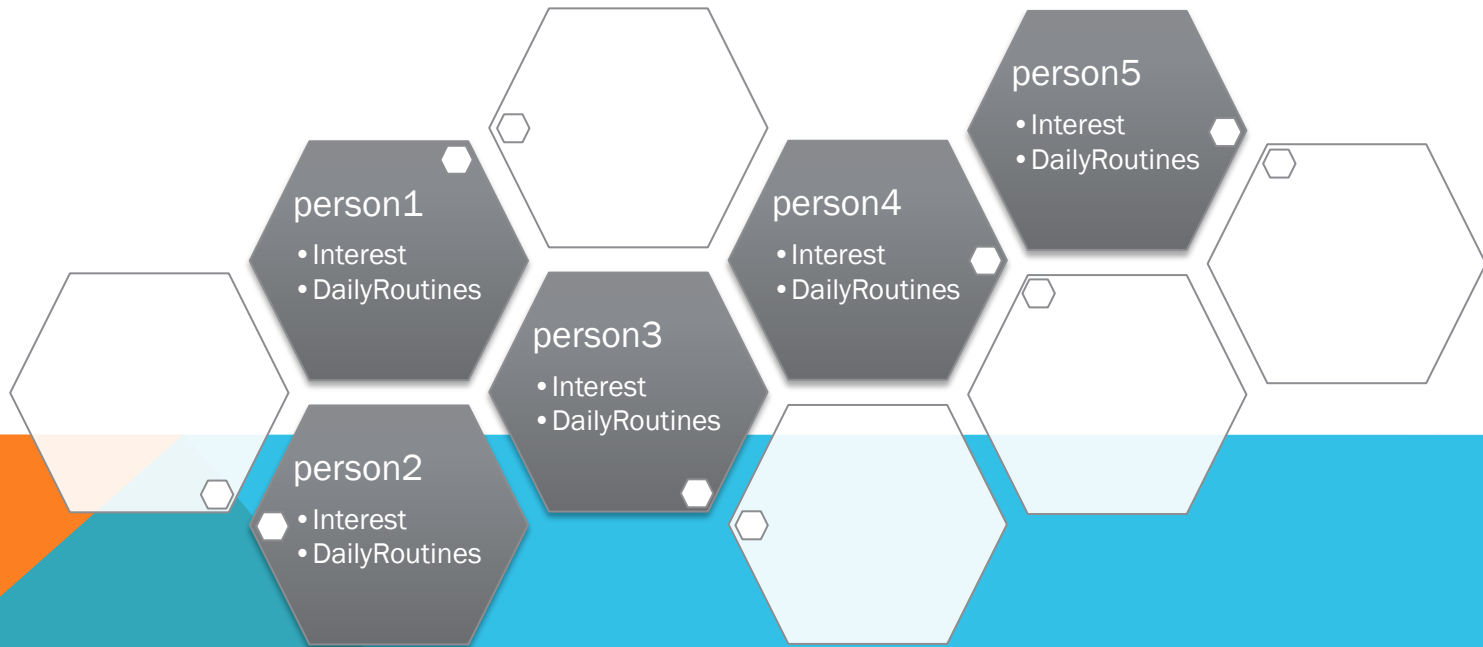 person1
• Interest
• DailyRoutines
person2
• Interest
• DailyRoutines
person3
• Interest
• DailyRoutines
person4
• Interest
• DailyRoutines
person5
• Interest
• DailyRoutines